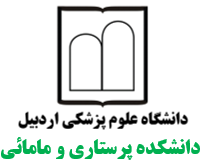 دانشگاه علوم پزشکی اردبیل
دانشکده پرستاری و مامائی